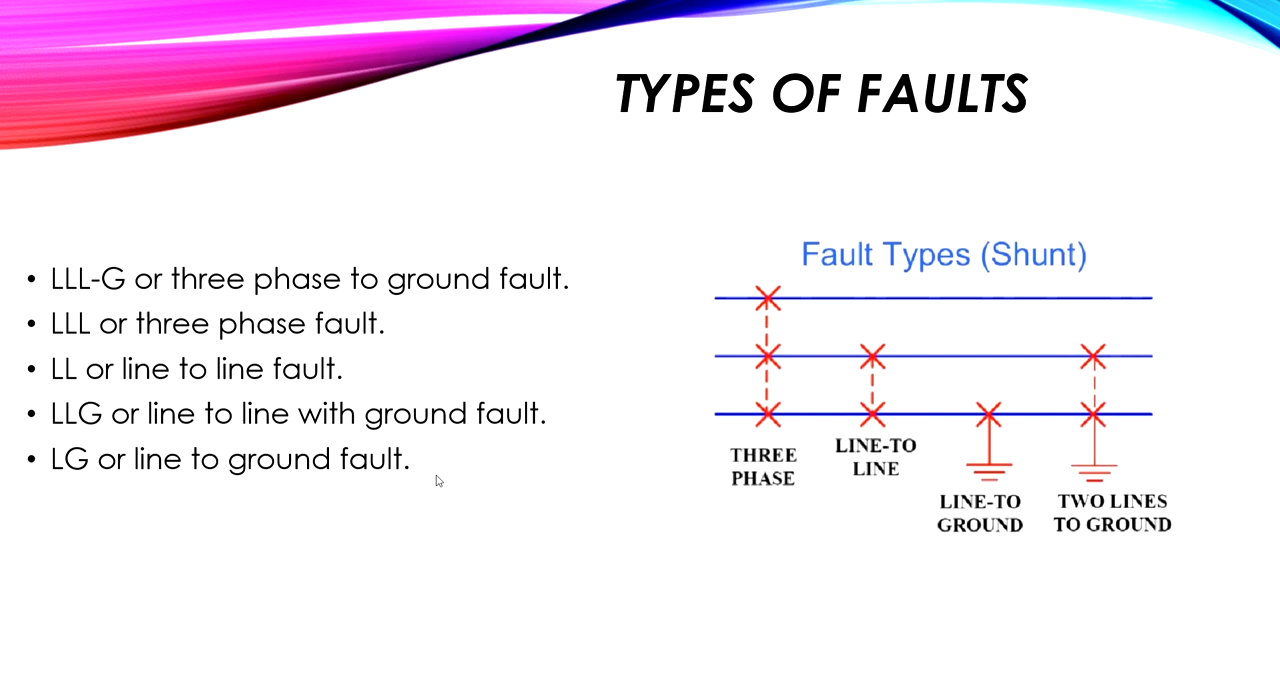 TYPES OF FAULTS
• LLL-G or three phase to ground fault.
• LLL or three phase fault.
• LL or line to line fault.
• LLG or line to line with ground fault.
• LG or line to ground fault.
Fault Types (Shunt)
THREE
PHASE
LINE-TO
LINE
LINE-TO
GROUND
TWO LINES
TO GROUND